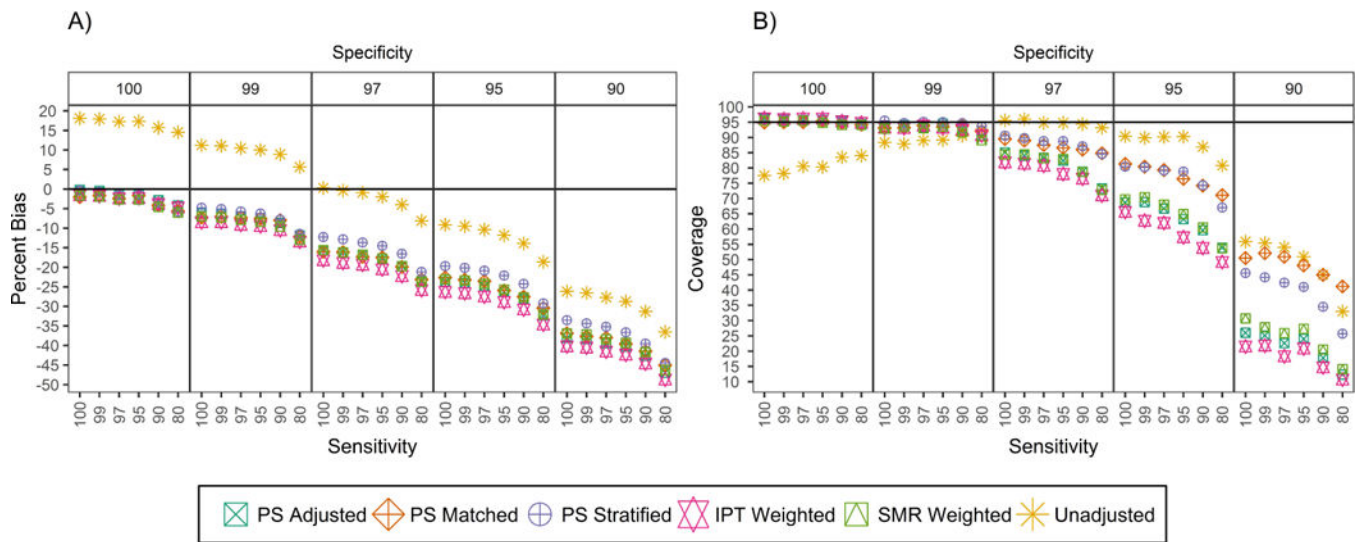 A)
Specificity
100 99 97 95 90
20
15
10
5
0
-5
-10
-15
-20
-25
-30
-35
-40
-45
-50
Percent Bias
100 99 97 95 90 80 100 99 97 95 90 80 100 99 97 95 90 80 100 99 97 95 90 80 100 99 97 95 90 80
Sensitivity
B)
Specificity
100 99 97 95 90
100
95
90
85
80
75
70
65
60
55
50
45
40
35
30
25
20
15
10
Coverage
100 99 97 95 90 80 100 99 97 95 90 80 100 99 97 95 90 80 100 99 97 95 90 80 100 99 97 95 90 80
Sensitivity
PS Adjusted PS Matched PS Stratified IPT Weighted SMR Weighted Unadjusted